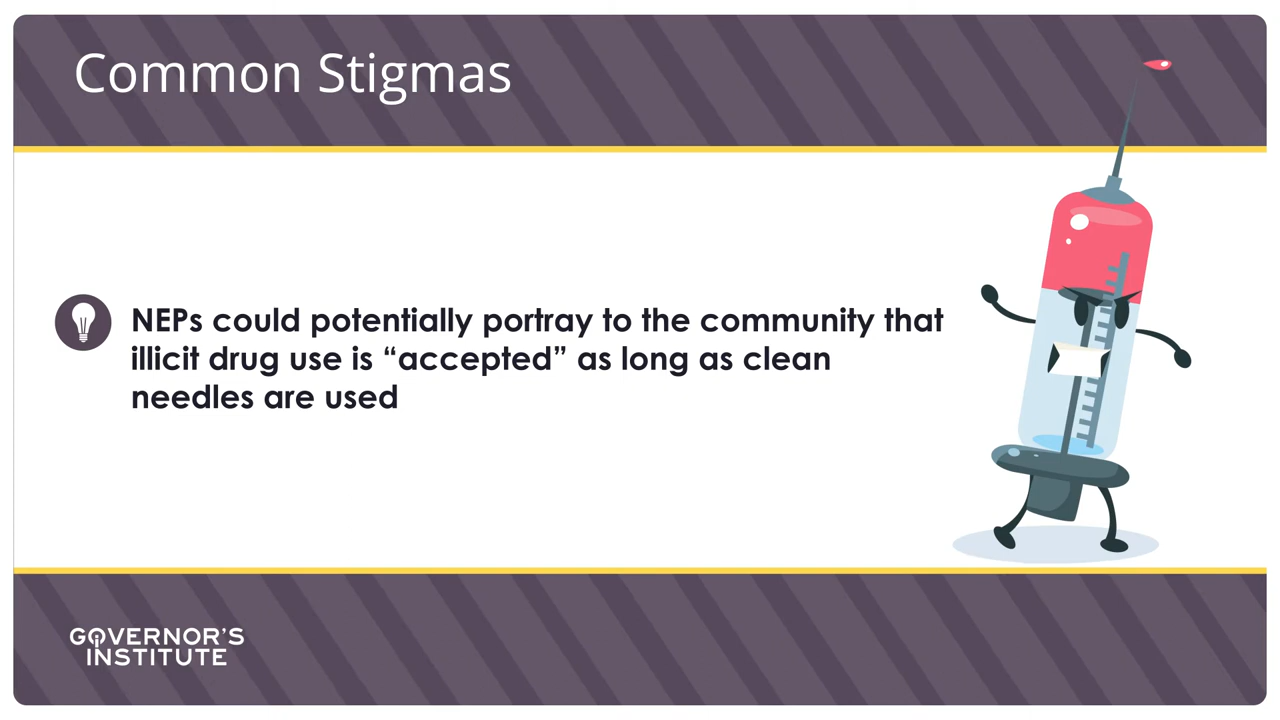 Common Stigmas
NEPs could potentially portray to the community that
illicit drug use is “accepted” as long as clean
needles are used
GOVERNOR’S
INSTITUTE